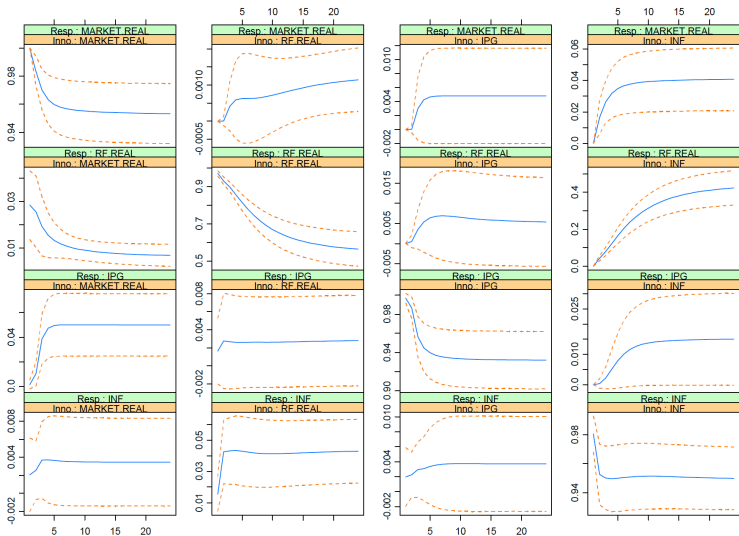 5 10 15 20
5 10 15 20
Resp.: MARKET.REAL
Inno.: MARKET.REAL
0.94 0.98
Resp.: MARKET.REAL
Inno.: RF.REAL
-0.0005 0.0010
Resp.: MARKET.REAL
Inno.: IPG
-0.002 0.004 0.010
Resp.: MARKET.REAL
Inno.: INF
0.0 0.02 0.04 0.06
Resp.: RF.REAL
Inno.: MARKET.REAL
0.01 0.03
Resp.: RF.REAL
Inno.: RF.REAL
0.5 0.7 0.9
Resp.: RF.REAL
Inno.: IPG
-0.005 0.005 0.015
Resp.: RF.REAL
Inno.: INF
0.0 0.2 0.4
Resp.: IPG
Inno.: MARKET.REAL
0.0 0.04
Resp.: IPG
Inno.: RF.REAL
-0.002 0.004 0.008
Resp.: IPG
Inno.: IPG
0.90 0.94 0.98
Resp.: IPG
Inno.: INF
0.0 0.010 0.025
Resp.: INF
Inno.: MARKET.REAL
-0.002 0.004 0.008
Resp.: INF
Inno.: RF.REAL
0.01 0.03 0.05
Resp.: INF
Inno.: IPG
-0.002 0.004 0.010
Resp.: INF
Inno.: INF
0.94 0.98
5 10 15 20
5 10 15 20